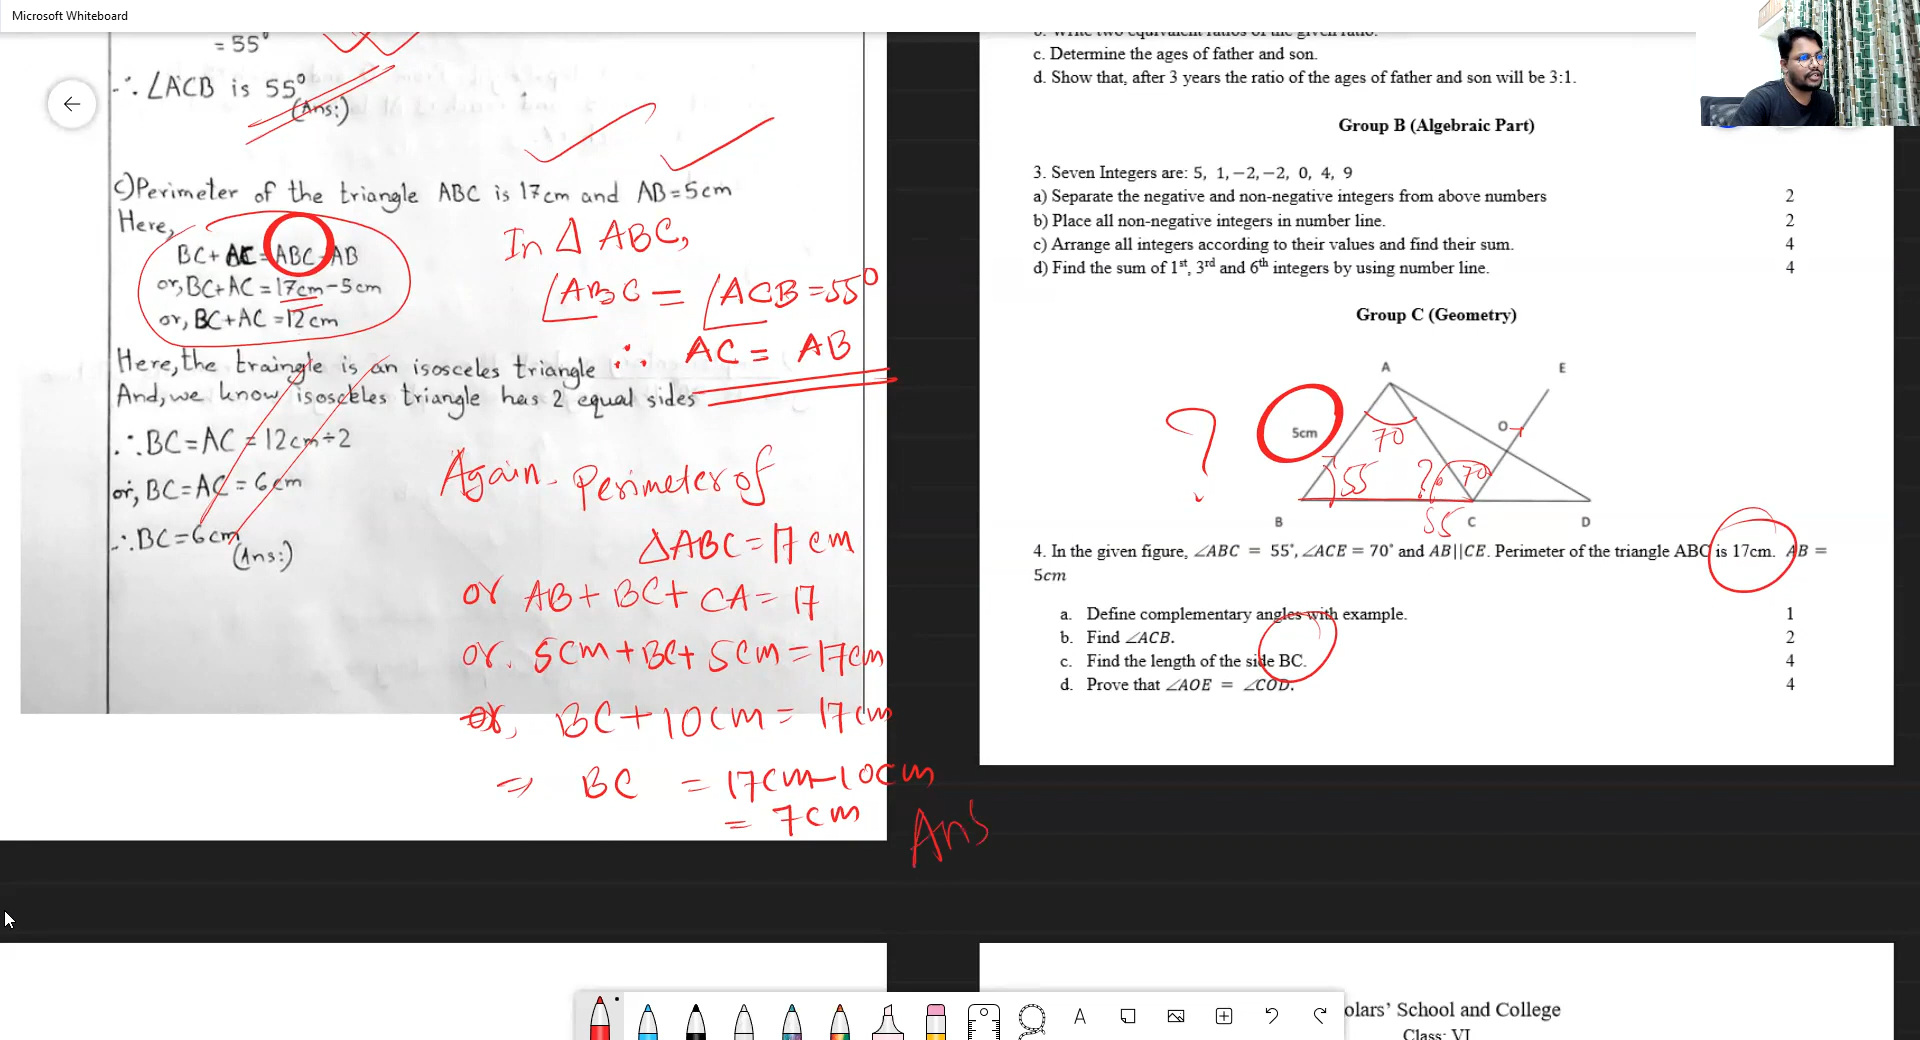 Microsoft Whiteboard
= 55°
∴ ∠ACB is 55°
(Ans:)
c) Perimeter of the triangle ABC is 17cm and AB=5cm
Here,
BC+AC = ABC-AB
or, BC+AC = 17cm-5cm
or, BC+AC = 12cm
Here, the traingle is an isosceles triangle
And, we know isosceles triangle has 2 equal sides
∴ BC=AC = 12cm÷2
or, BC=AC = 6cm
∴ BC=6cm
(Ans:)
In Δ ABC,
∠ABC = ∠ACB = 55°
∴ AC = AB
Again. Perimeter of
ΔABC = 17cm
or AB + BC + CA = 17
or. 5cm + BC + 5cm = 17cm
or, BC + 10cm = 17cm
⇒ BC = 17cm - 10cm
= 7cm Ans
c. Determine the ages of father and son.
d. Show that, after 3 years the ratio of the ages of father and son will be 3:1.
Group B (Algebraic Part)
3. Seven Integers are: 5, 1, −2, −2, 0, 4, 9
a) Separate the negative and non-negative integers from above numbers 2
b) Place all non-negative integers in number line. 2
c) Arrange all integers according to their values and find their sum. 4
d) Find the sum of 1st, 3rd and 6th integers by using number line. 4
Group C (Geometry)
A E
? 5cm 70 O
55 ? 70
B 55 C D
4. In the given figure, ∠ABC = 55°, ∠ACE = 70° and AB||CE. Perimeter of the triangle ABC is 17cm. AB =
5cm
a. Define complementary angles with example. 1
b. Find ∠ACB. 2
c. Find the length of the side BC. 4
d. Prove that ∠AOE = ∠COD. 4
olars' School and College
Class: VI
A